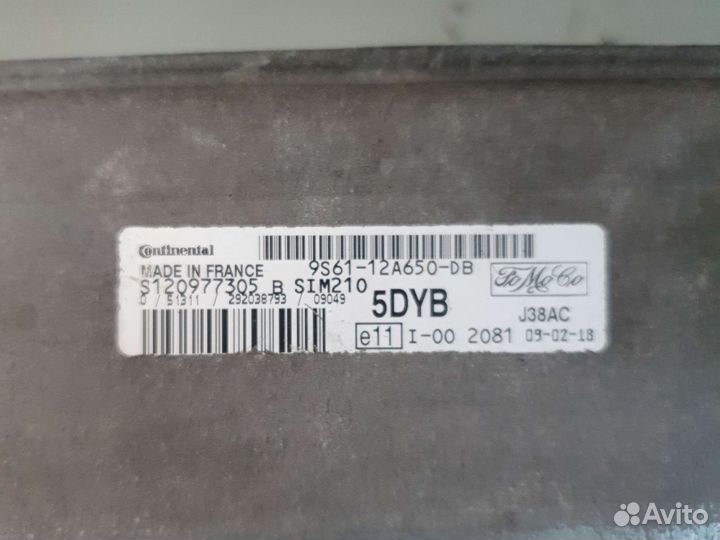 Continental
MADE IN FRANCE 9S61-12A650-DB
S120977305 B SIM210
0 / 51311 / 292038793 / 09049
5DYB
FoMoCo
J38AC
e11 I-00 2081 09-02-18
Avito